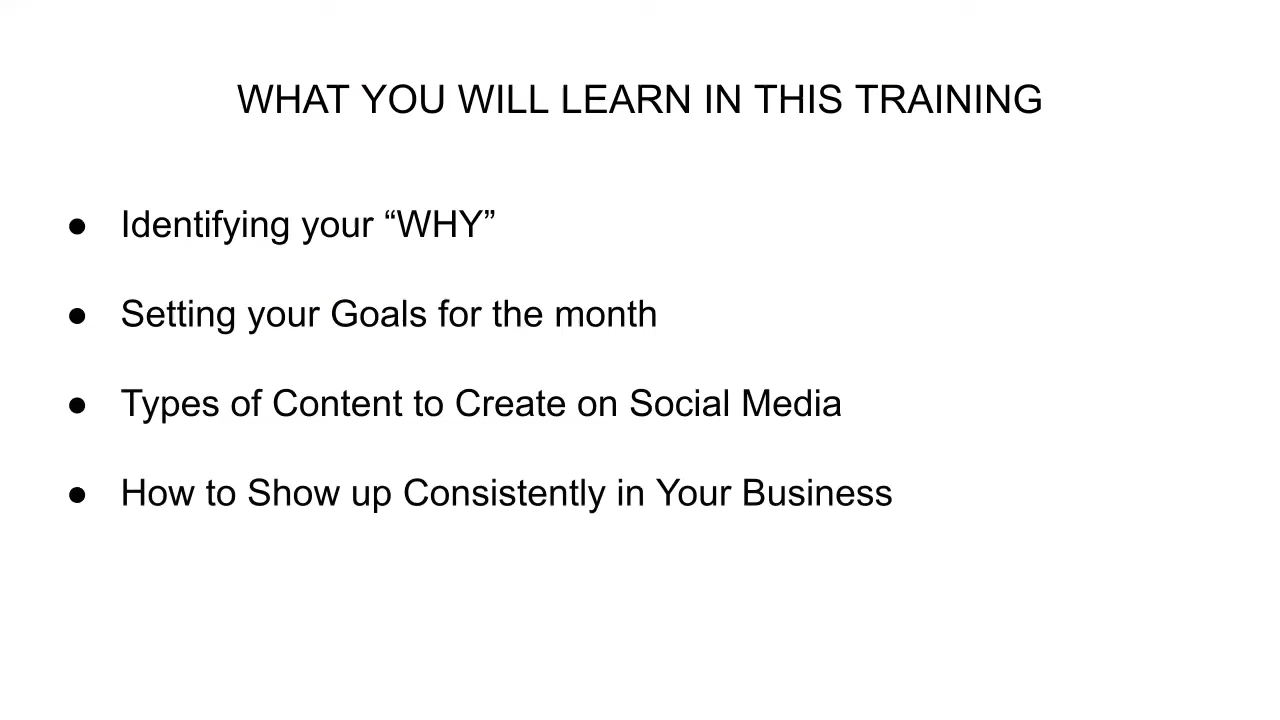 WHAT YOU WILL LEARN IN THIS TRAINING
● Identifying your “WHY”
● Setting your Goals for the month
● Types of Content to Create on Social Media
● How to Show up Consistently in Your Business